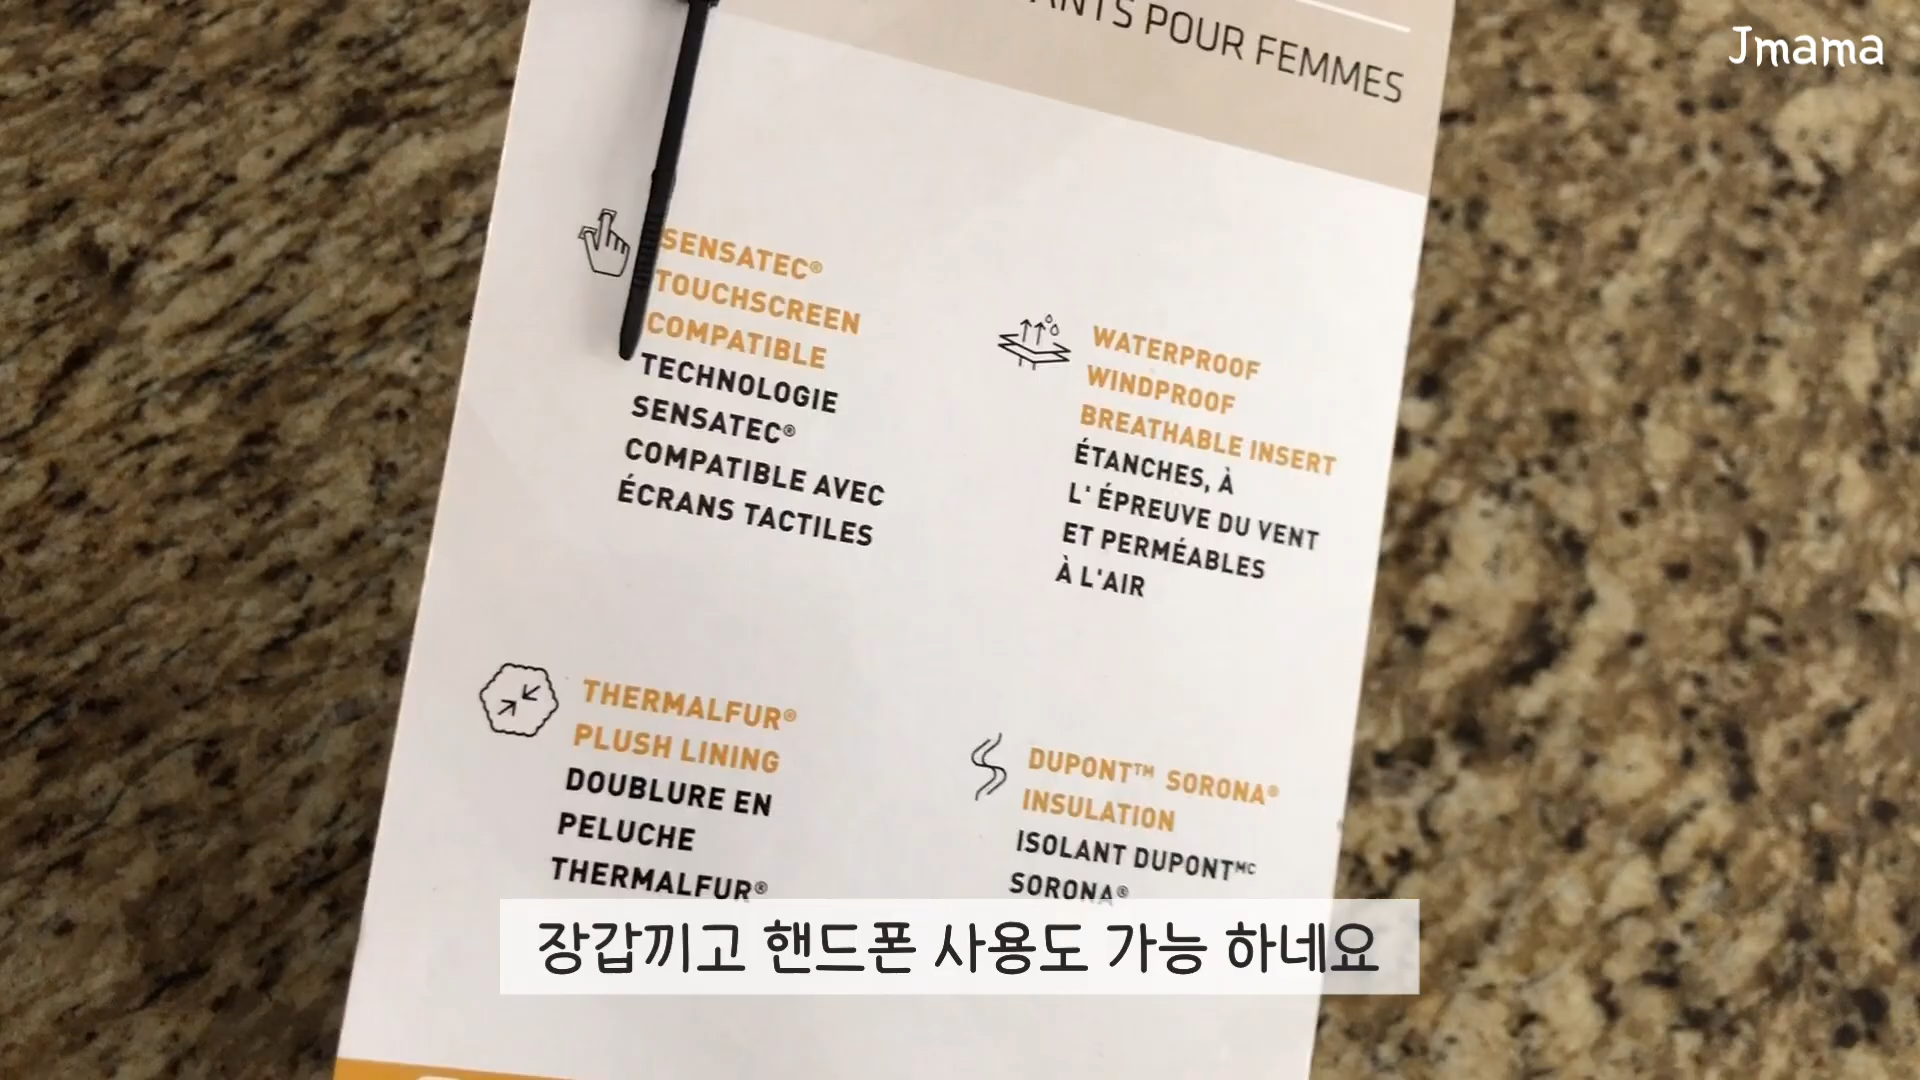 Jmama
POUR FEMMES
SENSATEC®
TOUCHSCREEN
COMPATIBLE
TECHNOLOGIE
SENSATEC®
COMPATIBLE AVEC
ÉCRANS TACTILES
WATERPROOF
WINDPROOF
BREATHABLE INSERT
ÉTANCHES, À
L' ÉPREUVE DU VENT
ET PERMÉABLES
À L'AIR
THERMALFUR®
PLUSH LINING
DOUBLURE EN
PELUCHE
THERMALFUR®
DUPONT™ SORONA®
INSULATION
ISOLANT DUPONTᴹᶜ
SORONA®
장갑끼고 핸드폰 사용도 가능 하네요